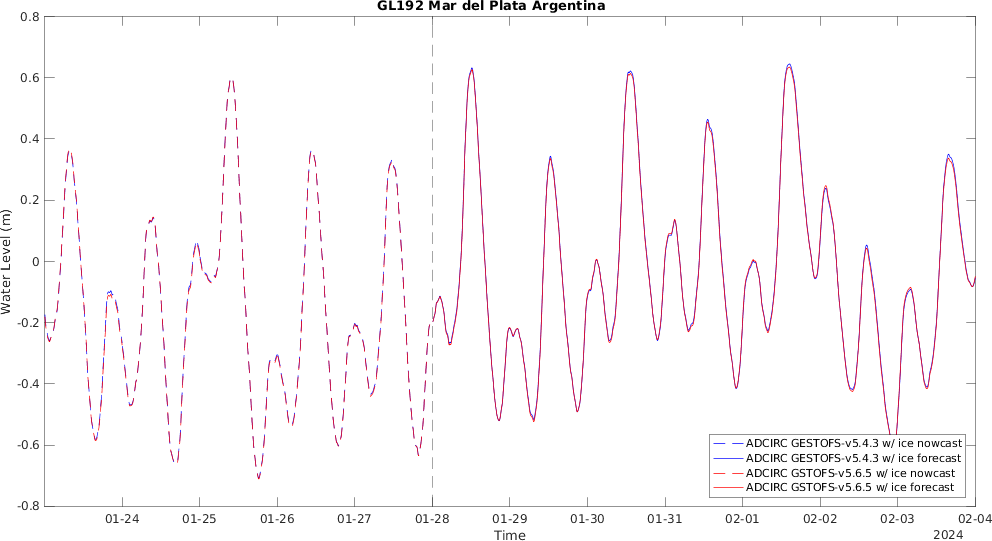 GL192 Mar del Plata Argentina
0.8
0.6
0.4
0.2
0
-0.2
-0.4
-0.6
-0.8
Water Level (m)
ADCIRC GESTOFS-v5.4.3 w/ ice nowcast
ADCIRC GESTOFS-v5.4.3 w/ ice forecast
ADCIRC GSTOFS-v5.6.5 w/ ice nowcast
ADCIRC GSTOFS-v5.6.5 w/ ice forecast
01-24 01-25 01-26 01-27 01-28 01-29 01-30 01-31 02-01 02-02 02-03 02-04
Time
2024